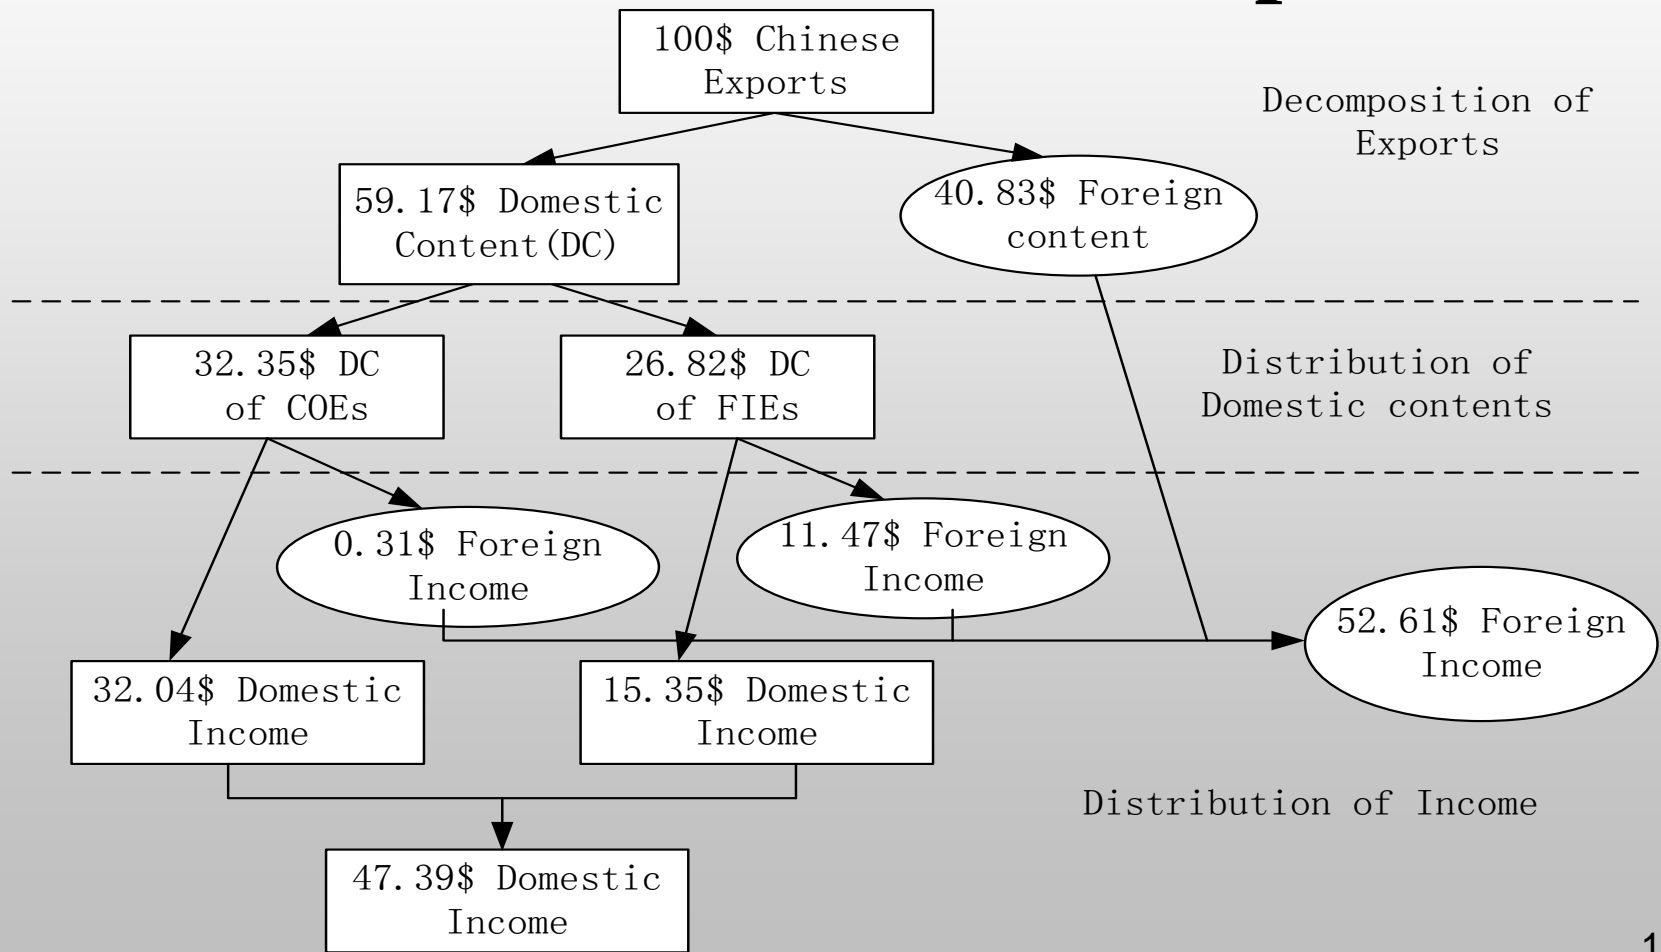 100$ Chinese
Exports
Decomposition of
Exports
59.17$ Domestic
Content(DC)
40.83$ Foreign
content
32.35$ DC
of COEs
26.82$ DC
of FIEs
Distribution of
Domestic contents
0.31$ Foreign
Income
11.47$ Foreign
Income
52.61$ Foreign
Income
32.04$ Domestic
Income
15.35$ Domestic
Income
Distribution of Income
47.39$ Domestic
Income
1